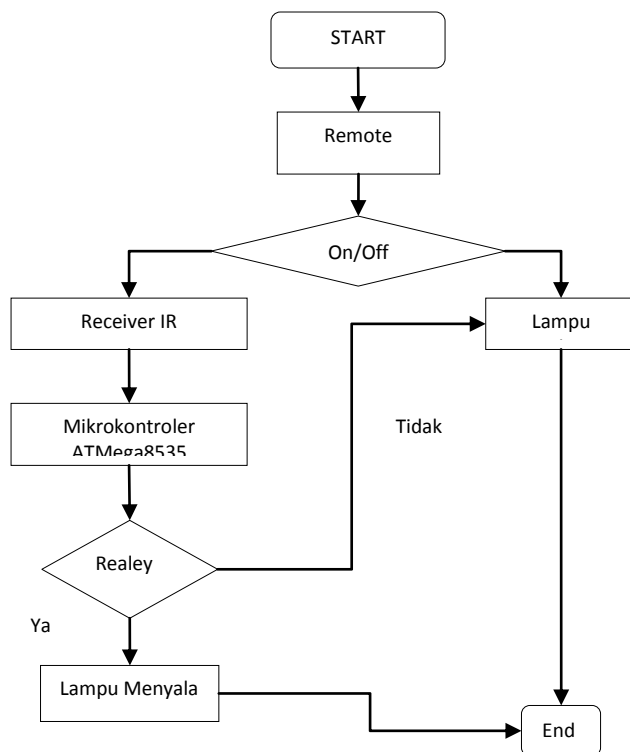 START
Remote
On/Off
Receiver IR
Lampu
Mikrokontroler
ATMega8535
Tidak
Realey
Ya
Lampu Menyala
End